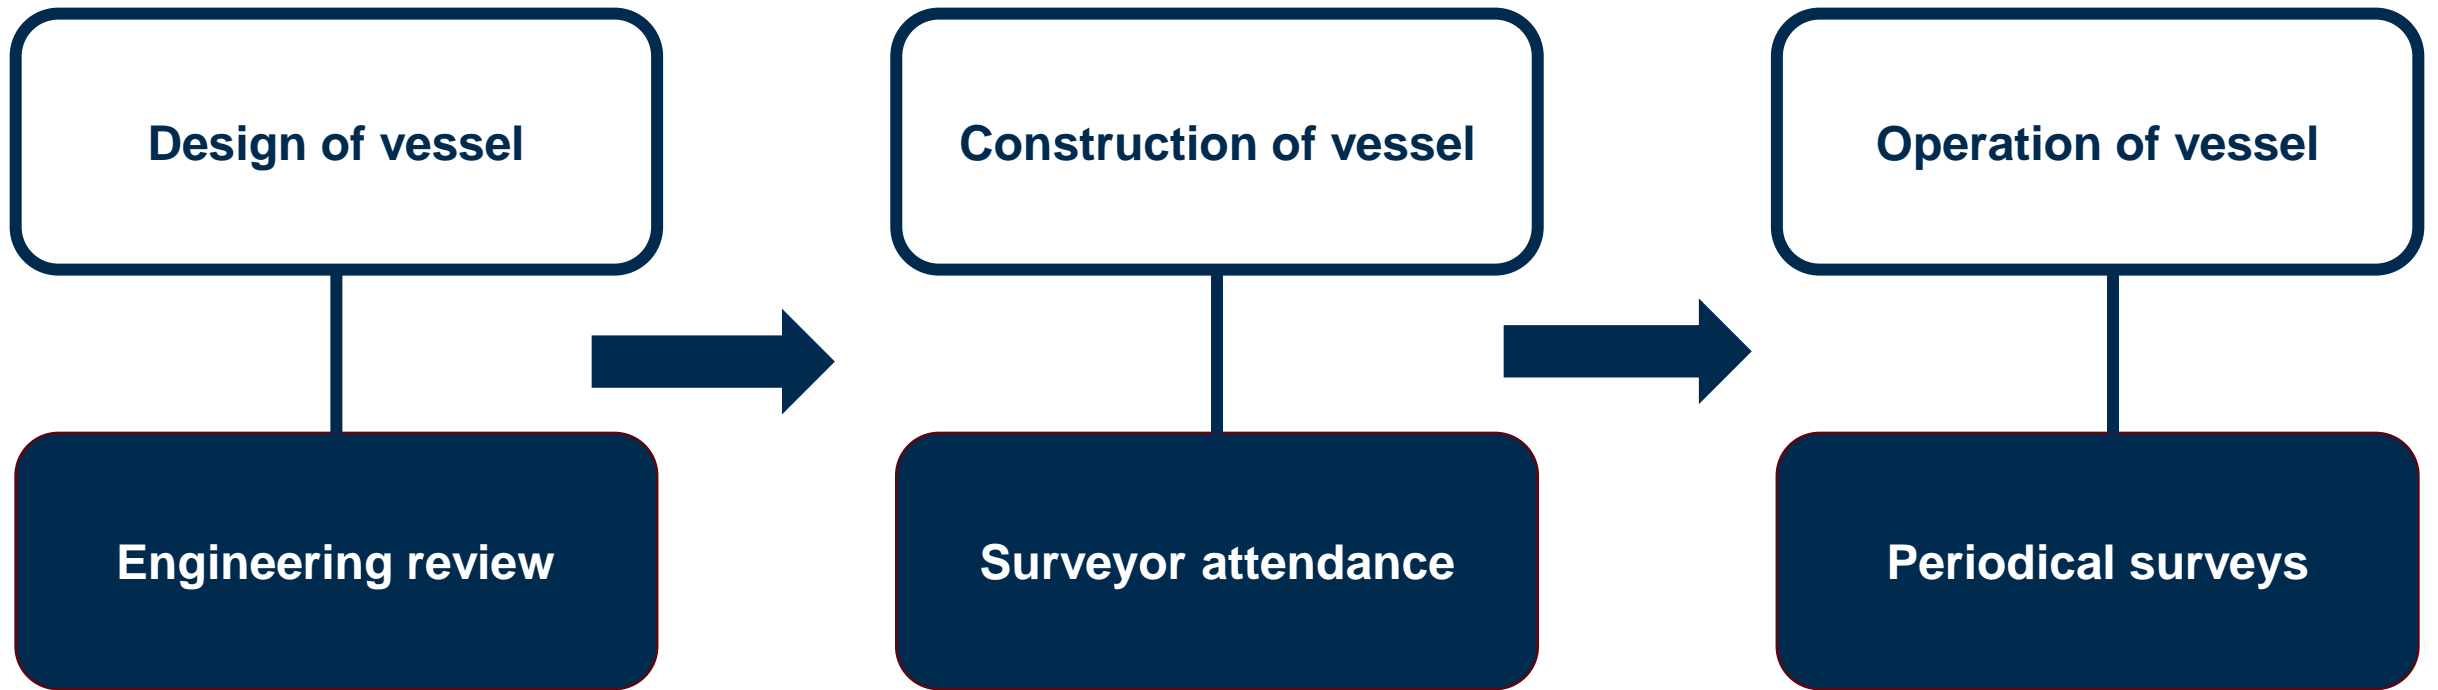 Design of vessel
Construction of vessel
Operation of vessel
Engineering review
Surveyor attendance
Periodical surveys